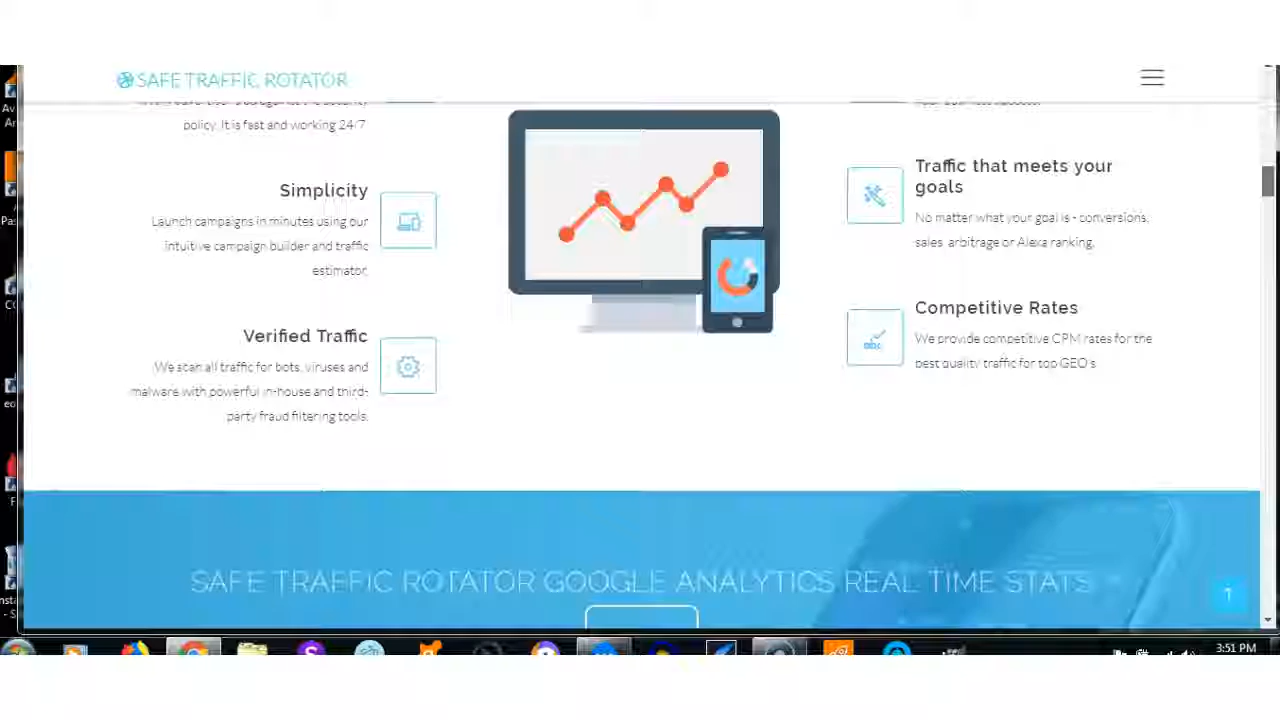 SAFE TRAFFIC ROTATOR
policy. It is fast and working 24/7
Simplicity
Launch campaigns in minutes using our
intuitive campaign builder and traffic
estimator.
Verified Traffic
We scan all traffic for bots, viruses and
malware with powerful in-house and third-
party fraud filtering tools.
Traffic that meets your
goals
No matter what your goal is - conversions,
sales, arbitrage or Alexa ranking.
Competitive Rates
We provide competitive CPM rates for the
best quality traffic for top GEO's
SAFE TRAFFIC ROTATOR GOOGLE ANALYTICS REAL TIME STATS
3:51 PM